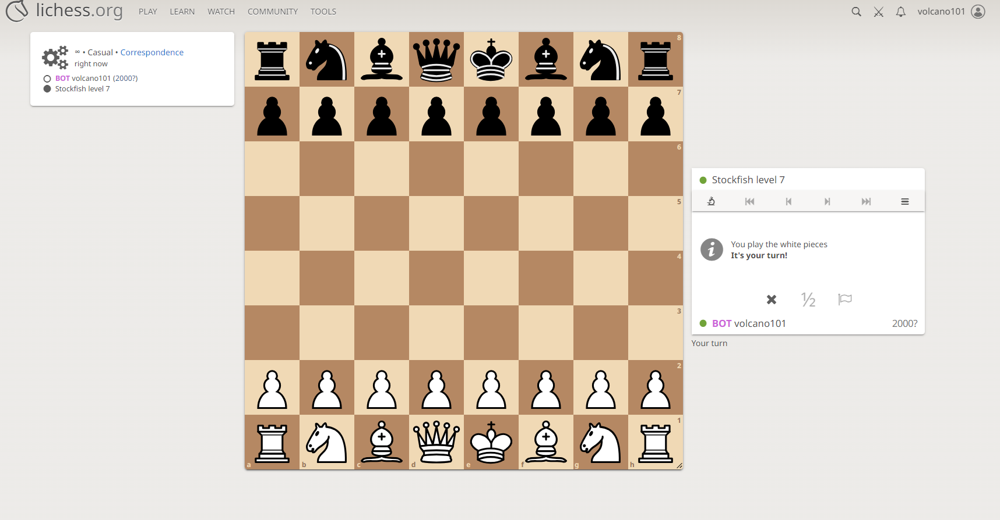 lichess.org
PLAY LEARN WATCH COMMUNITY TOOLS
volcano101
∞ • Casual • Correspondence
right now
BOT volcano101 (2000?)
Stockfish level 7
8
7
6
5
4
3
2
1
a b c d e f g h
Stockfish level 7
You play the white pieces
It's your turn!
½
BOT volcano101 2000?
Your turn